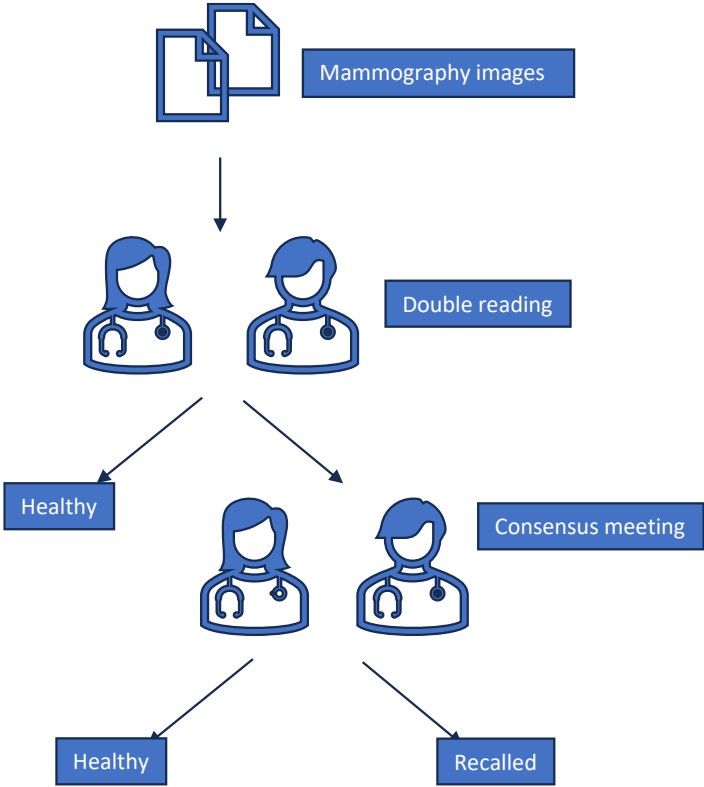 Mammography images
Double reading
Healthy
Consensus meeting
Healthy
Recalled